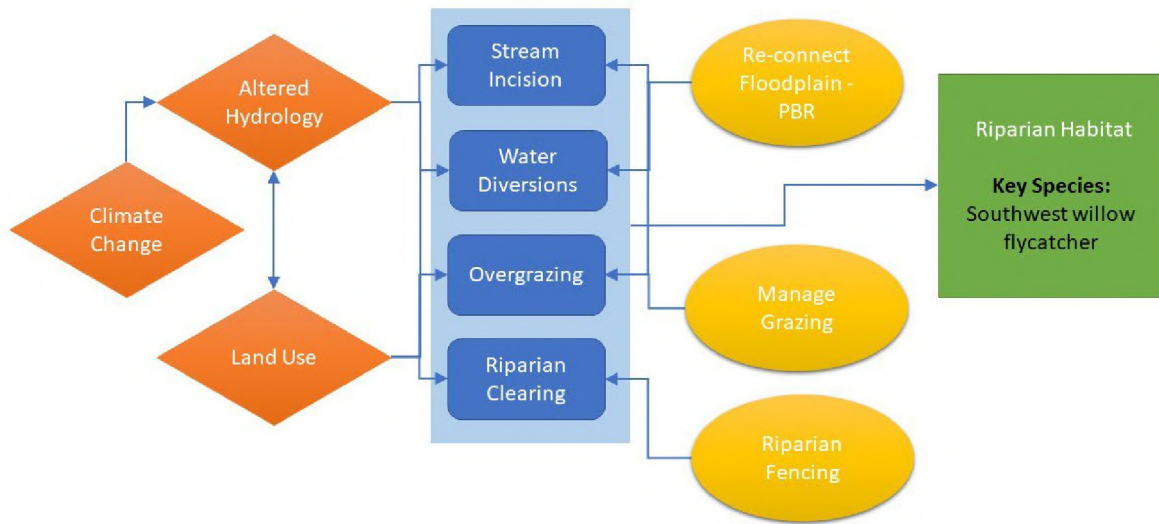 Altered
Hydrology
Climate
Change
Land Use
Stream
Incision
Water
Diversions
Overgrazing
Riparian
Clearing
Re-connect
Floodplain -
PBR
Manage
Grazing
Riparian
Fencing
Riparian Habitat
Key Species:
Southwest willow
flycatcher